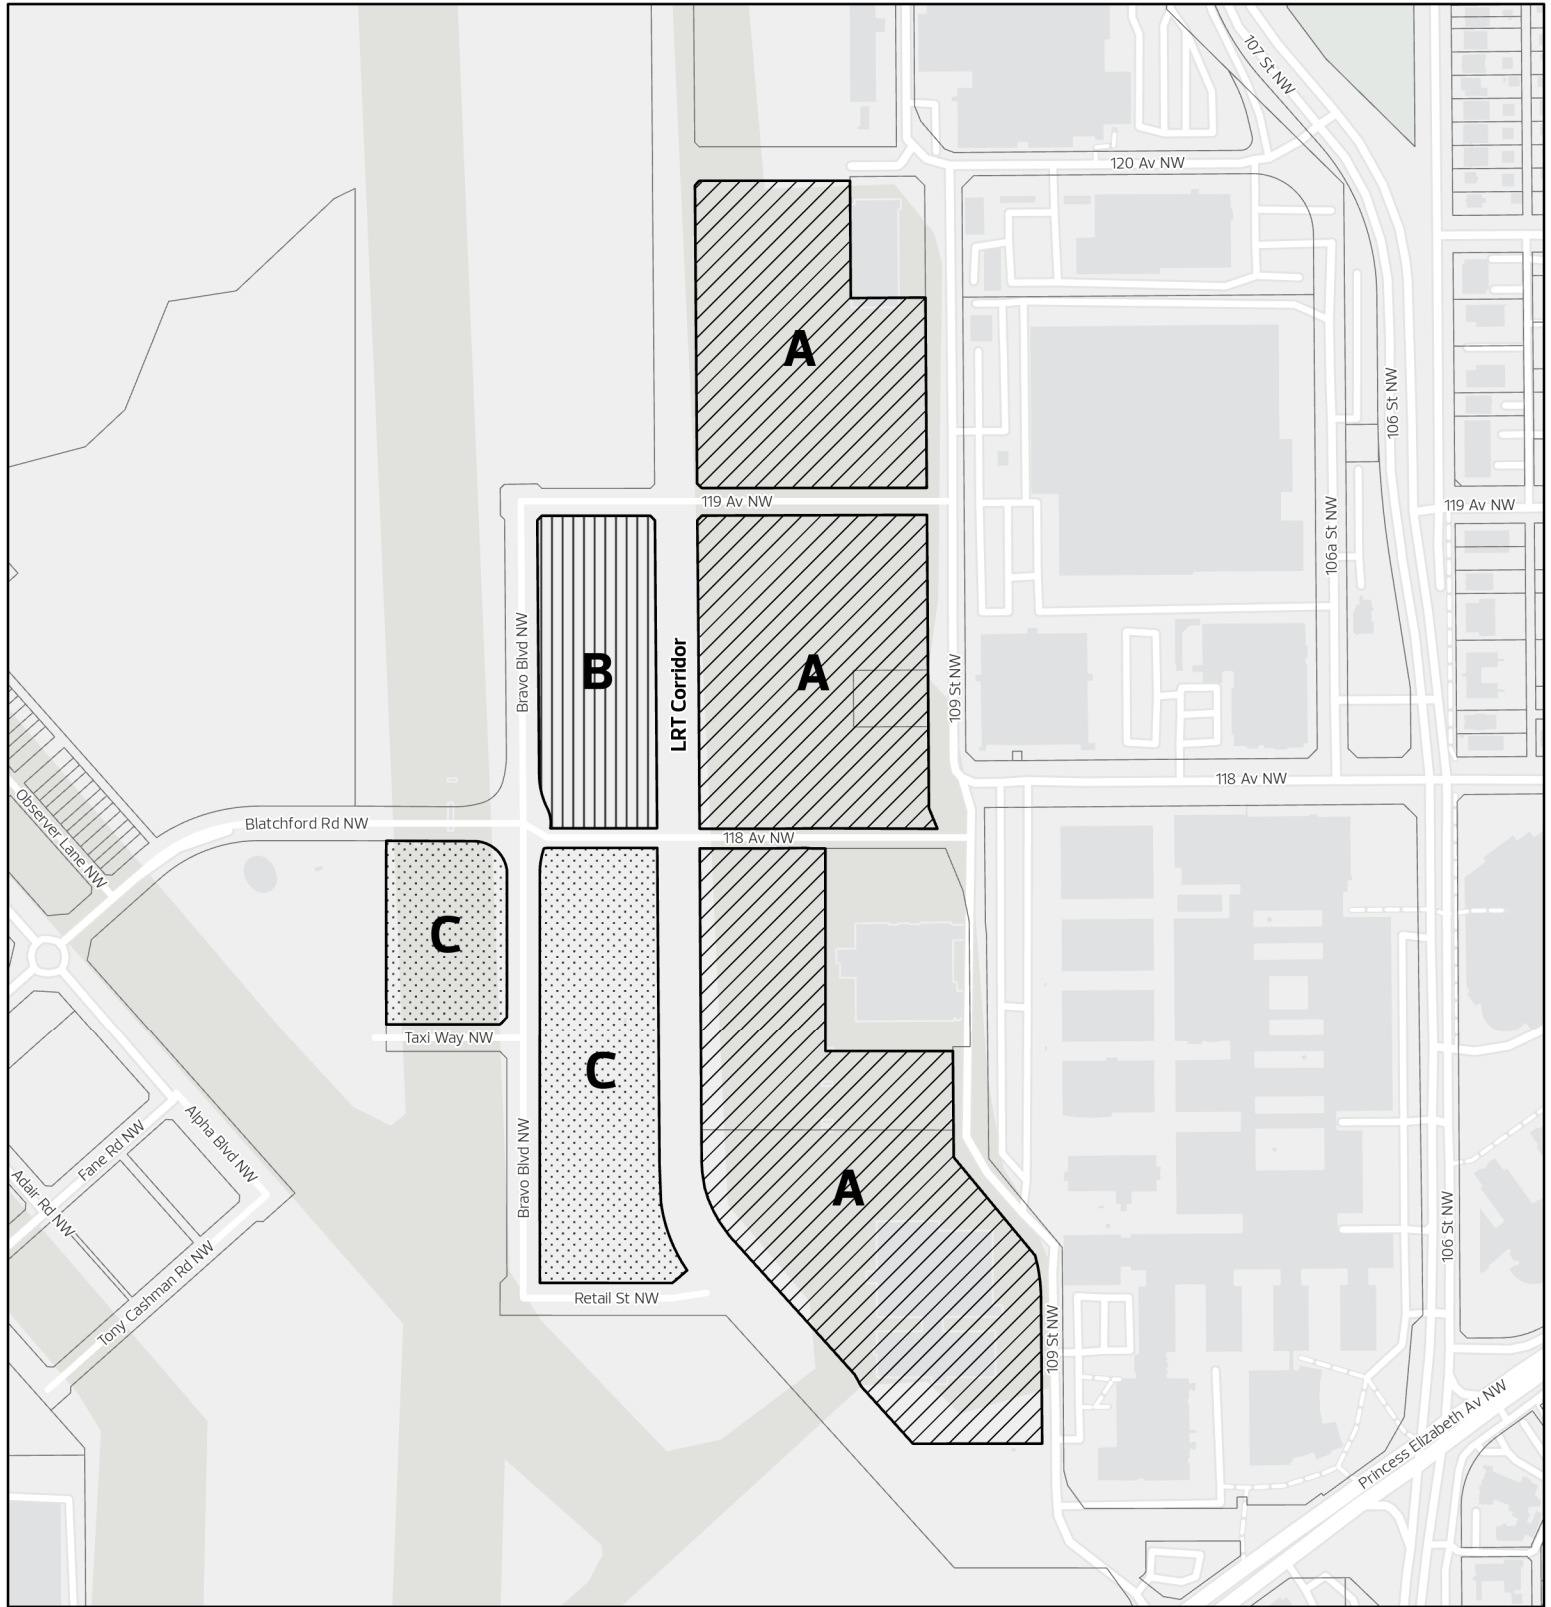 107 St NW
120 Av NW
A
106 St NW
119 Av NW
119 Av NW
106a St NW
Bravo Blvd NW
B
LRT Corridor
A
109 St NW
118 Av NW
Observer Lane NW
Blatchford Rd NW
118 Av NW
C
Taxi Way NW
C
Alpha Blvd NW
Fane Rd NW
Bravo Blvd NW
Adair Rd NW
A
106 St NW
Tony Cashman Rd NW
Retail St NW
109 St NW
Princess Elizabeth Av NW